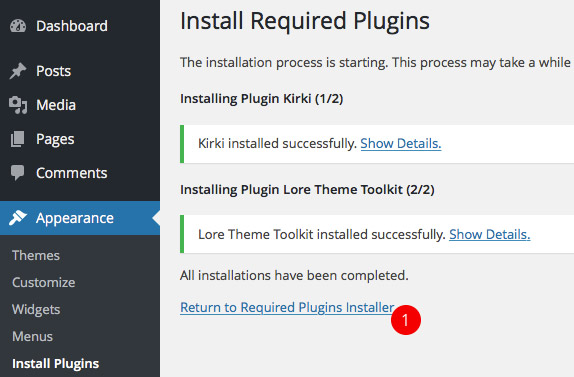 Dashboard
Posts
Media
Pages
Comments
Appearance
Themes
Customize
Widgets
Menus
Install Plugins
Install Required Plugins
The installation process is starting. This process may take a while
Installing Plugin Kirki (1/2)
Kirki installed successfully. Show Details.
Installing Plugin Lore Theme Toolkit (2/2)
Lore Theme Toolkit installed successfully. Show Details.
All installations have been completed.
Return to Required Plugins Installer
1